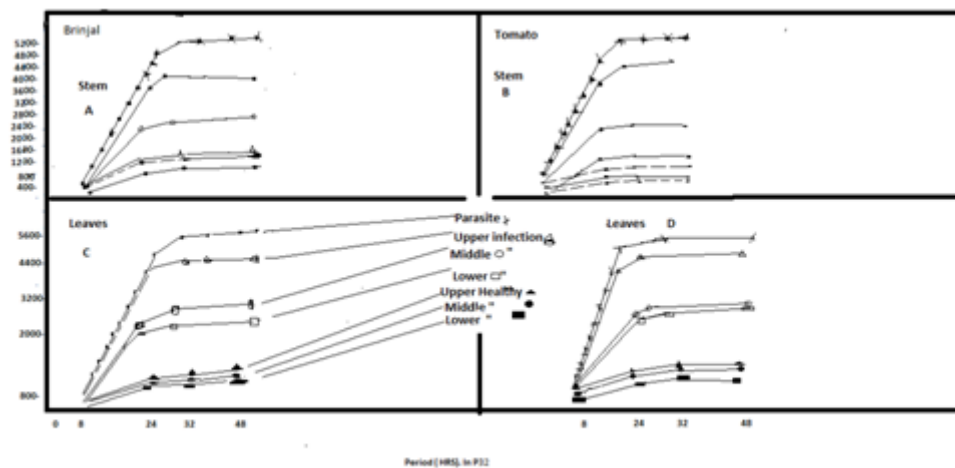 Brinjal
Stem
A
5200-
4800-
4400-
4000-
3600-
3200-
2800-
2400-
2000-
1600-
1200-
800-
400-
Tomato
Stem
B
Leaves
C
5600-
4400-
3200-
2000-
800-
Parasite
Upper infection
Middle "
Lower "
Upper Healthy
Middle "
Lower "
Leaves D
0 8 24 32 48
8 24 32 48
Period [HRS]. In P32